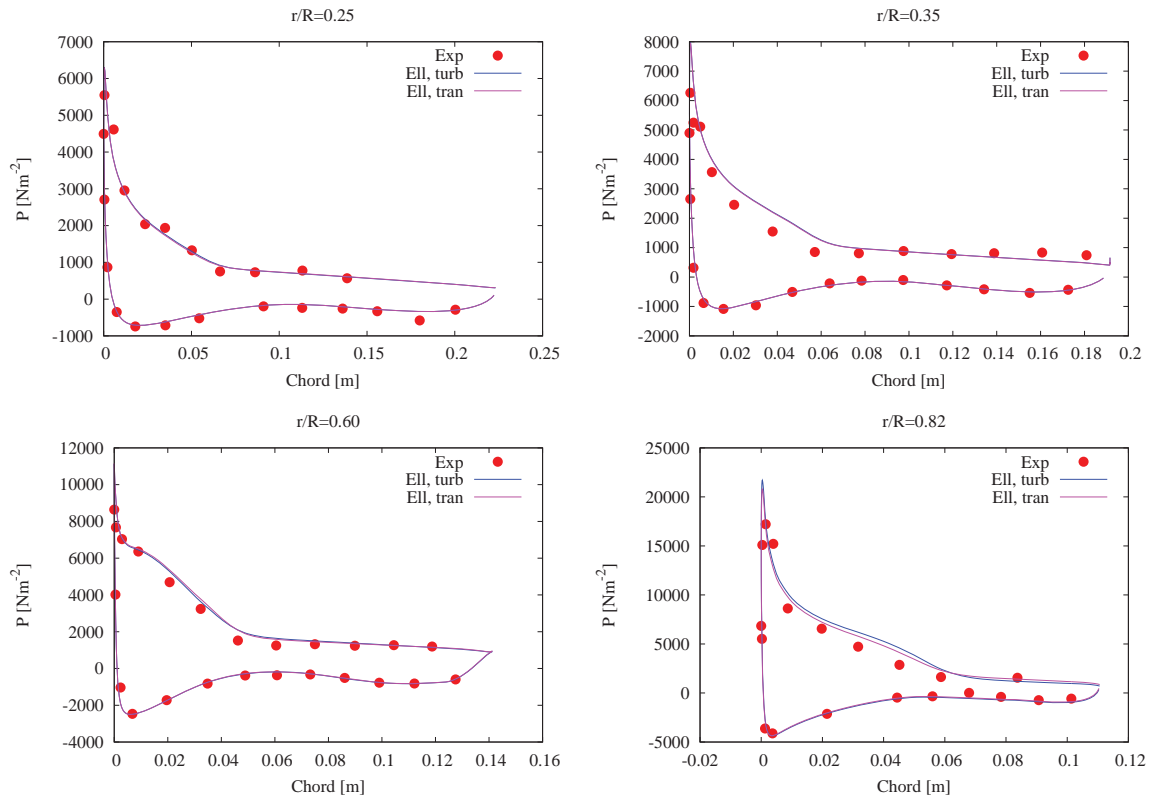 r/R=0.25
7000
6000
5000
4000
3000
2000
1000
0
-1000
P [Nm-2]
Exp
Ell, turb
Ell, tran
0 0.05 0.1 0.15 0.2 0.25
Chord [m]
r/R=0.35
8000
7000
6000
5000
4000
3000
2000
1000
0
-1000
-2000
P [Nm-2]
Exp
Ell, turb
Ell, tran
0 0.02 0.04 0.06 0.08 0.1 0.12 0.14 0.16 0.18 0.2
Chord [m]
r/R=0.60
12000
10000
8000
6000
4000
2000
0
-2000
-4000
P [Nm-2]
Exp
Ell, turb
Ell, tran
0 0.02 0.04 0.06 0.08 0.1 0.12 0.14 0.16
Chord [m]
r/R=0.82
25000
20000
15000
10000
5000
0
-5000
P [Nm-2]
Exp
Ell, turb
Ell, tran
-0.02 0 0.02 0.04 0.06 0.08 0.1 0.12
Chord [m]